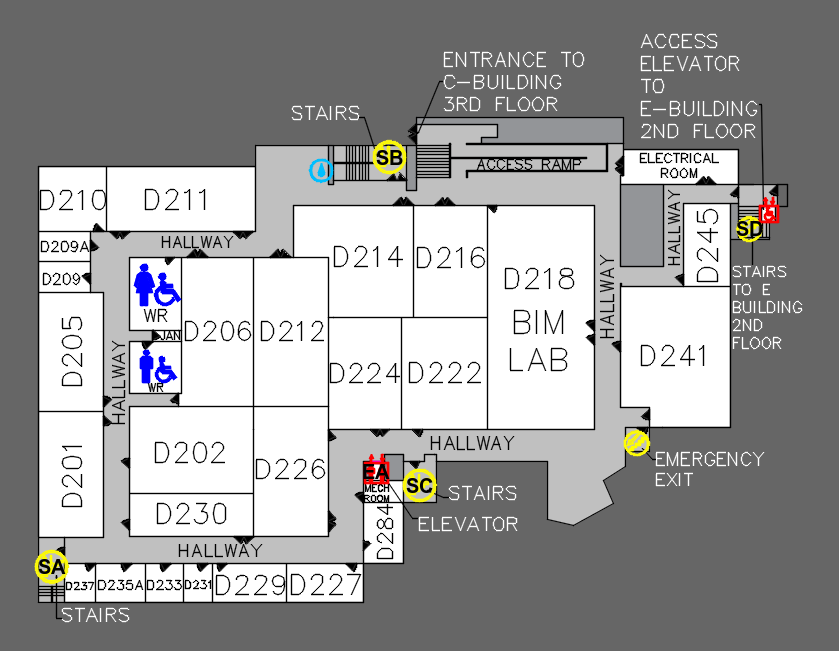 ENTRANCE TO
C-BUILDING
3RD FLOOR
ACCESS
ELEVATOR
TO
E-BUILDING
2ND FLOOR
STAIRS
SB
ACCESS RAMP
ELECTRICAL
ROOM
D210
D211
HALLWAY
D209A
D209
D214
D216
D218
BIM
LAB
HALLWAY
HALLWAY
D245
SD
STAIRS
TO E
BUILDING
2ND
FLOOR
WR
JAN
WR
D206
D212
D205
HALLWAY
D224
D222
D241
D201
D202
D226
D230
HALLWAY
EA
MECH
ROOM
SC
STAIRS
ELEVATOR
D284
EMERGENCY
EXIT
HALLWAY
SA
D237
D235A
D233
D231
D229
D227
STAIRS